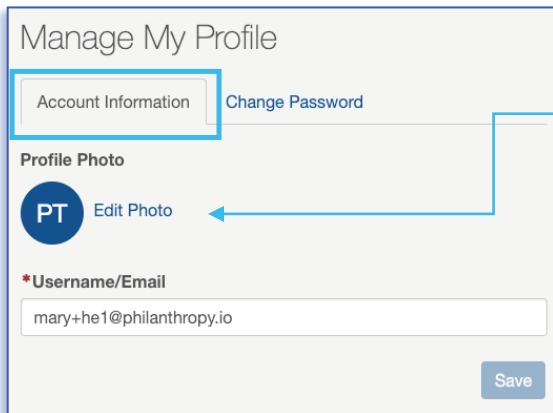 Manage My Profile
Account Information Change Password
Profile Photo
PT Edit Photo
*Username/Email
mary+he1@philanthropy.io
Save